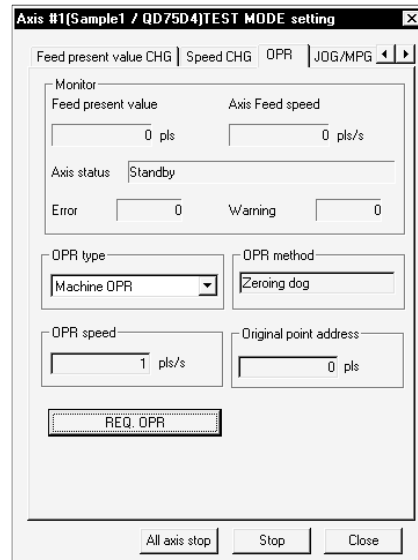 Axis #1(Sample1 / QD75D4)TEST MODE setting
Feed present value CHG Speed CHG OPR JOG/MPG
Monitor
Feed present value Axis Feed speed
0 pls 0 pls/s
Axis status Standby
Error 0 Warning 0
OPR type OPR method
Machine OPR Zeroing dog
OPR speed Original point address
1 pls/s 0 pls
REQ. OPR
All axis stop Stop Close